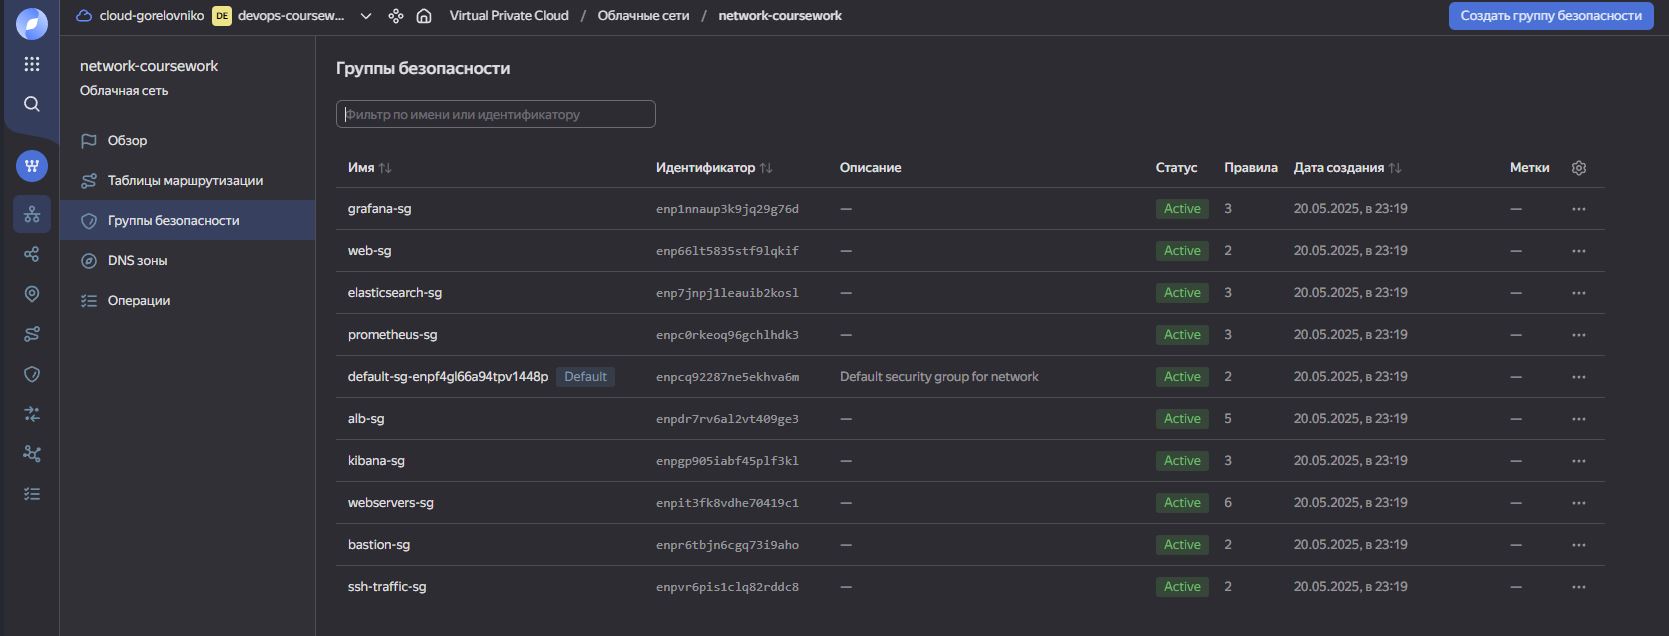 cloud-gorelovniko DE devops-coursew... Virtual Private Cloud / Облачные сети / network-coursework Создать группу безопасности
network-coursework
Облачная сеть
Обзор
Таблицы маршрутизации
Группы безопасности
DNS зоны
Операции
Группы безопасности
Фильтр по имени или идентификатору
Имя Идентификатор Описание Статус Правила Дата создания Метки
grafana-sg enp1nnaup3k9jq29g76d — Active 3 20.05.2025, в 23:19 —
web-sg enp66lt5835stf9lqkif — Active 2 20.05.2025, в 23:19 —
elasticsearch-sg enp7jnpj1leauib2kosl — Active 3 20.05.2025, в 23:19 —
prometheus-sg enpc0rkeoq96gchlhdk3 — Active 3 20.05.2025, в 23:19 —
default-sg-enpf4gl66a94tpv1448p Default enpcq92287ne5ekhva6m Default security group for network Active 2 20.05.2025, в 23:19 —
alb-sg enpdr7rv6al2vt409ge3 — Active 5 20.05.2025, в 23:19 —
kibana-sg enpgp905iabf45plf3kl — Active 3 20.05.2025, в 23:19 —
webservers-sg enpit3fk8vdhe70419c1 — Active 6 20.05.2025, в 23:19 —
bastion-sg enpr6tbjn6cgq73i9aho — Active 2 20.05.2025, в 23:19 —
ssh-traffic-sg enpvr6pis1clq82rddc8 — Active 2 20.05.2025, в 23:19 —